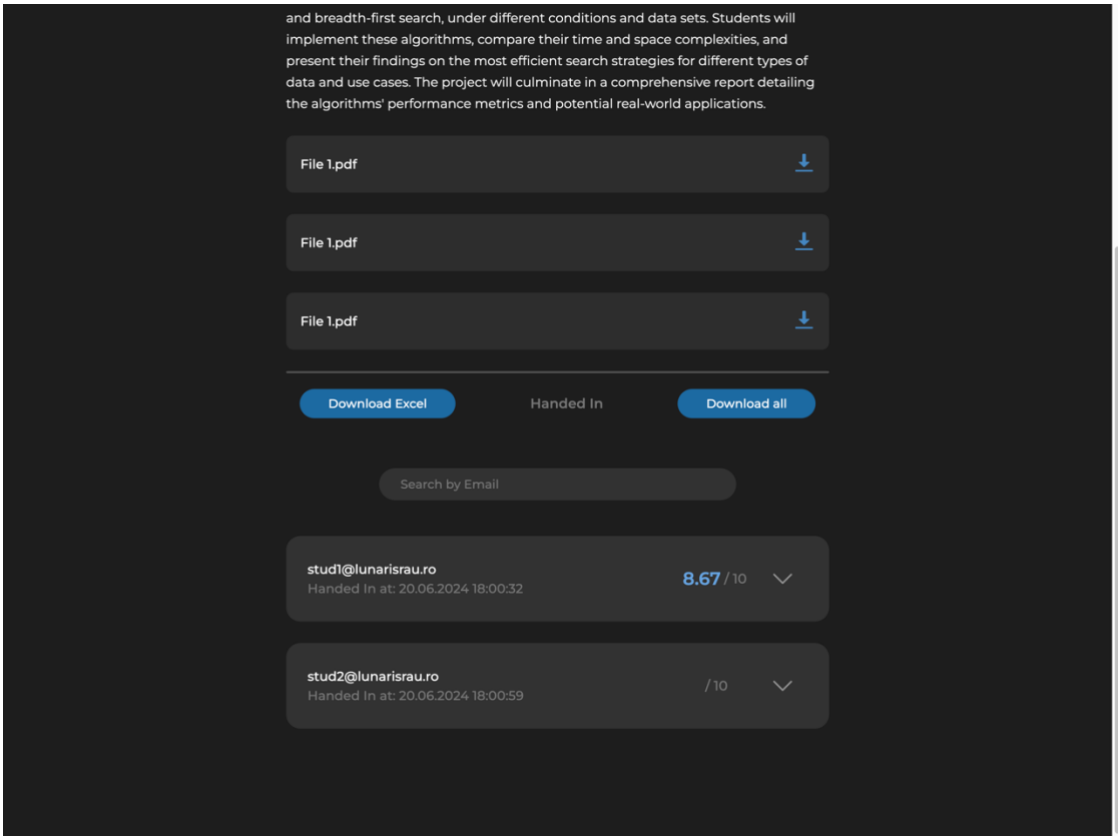 and breadth-first search, under different conditions and data sets. Students will
implement these algorithms, compare their time and space complexities, and
present their findings on the most efficient search strategies for different types of
data and use cases. The project will culminate in a comprehensive report detailing
the algorithms' performance metrics and potential real-world applications.
File 1.pdf
File 1.pdf
File 1.pdf
Download Excel Handed In Download all
Search by Email
stud1@lunarisrau.ro
Handed In at: 20.06.2024 18:00:32
8.67 / 10
stud2@lunarisrau.ro
Handed In at: 20.06.2024 18:00:59
/ 10